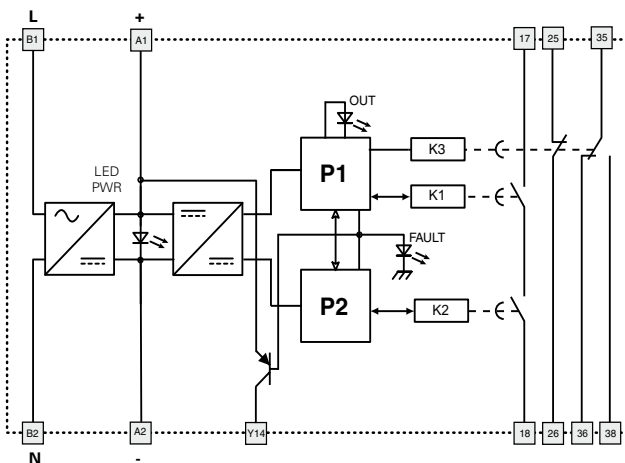 L +
B1 A1 17 25 35
OUT
K3
P1
LED
PWR
K1
FAULT
P2
K2
B2 A2 Y14 18 26 36 38
N -